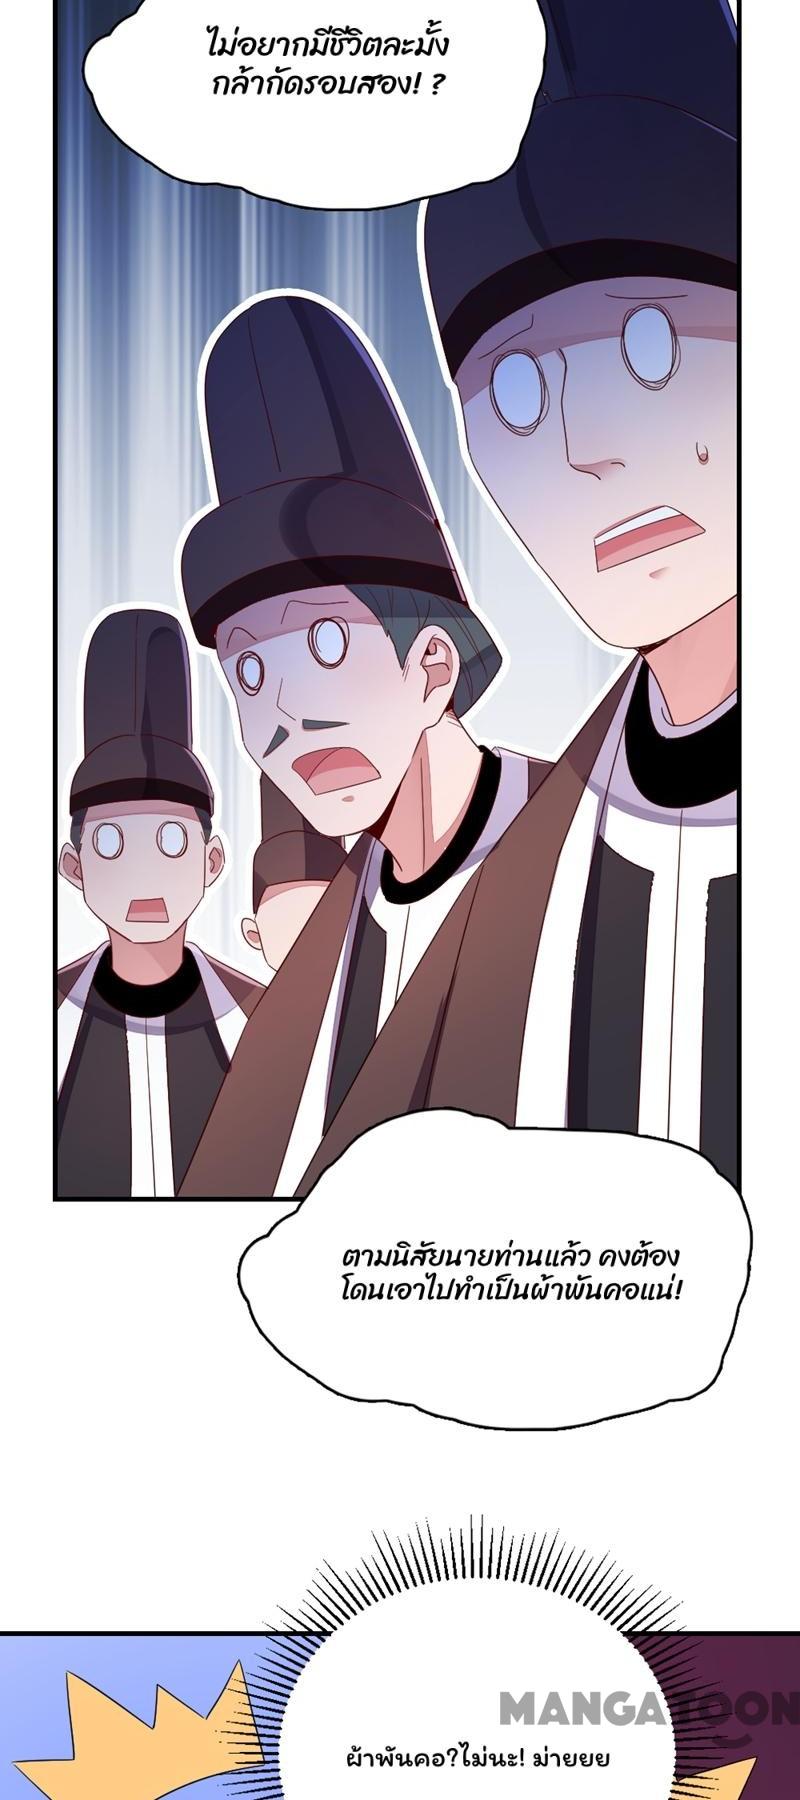 ไม่อยากมีชีวิตละมั้ง
กล้ากัดรอบสอง! ?
ตามนิสัยนายท่านแล้ว คงต้อง
โดนเอาไปทำเป็นผ้าพันคอแน่!
MANGATOON
ผ้าพันคอ?ไม่นะ! ม่ายยย